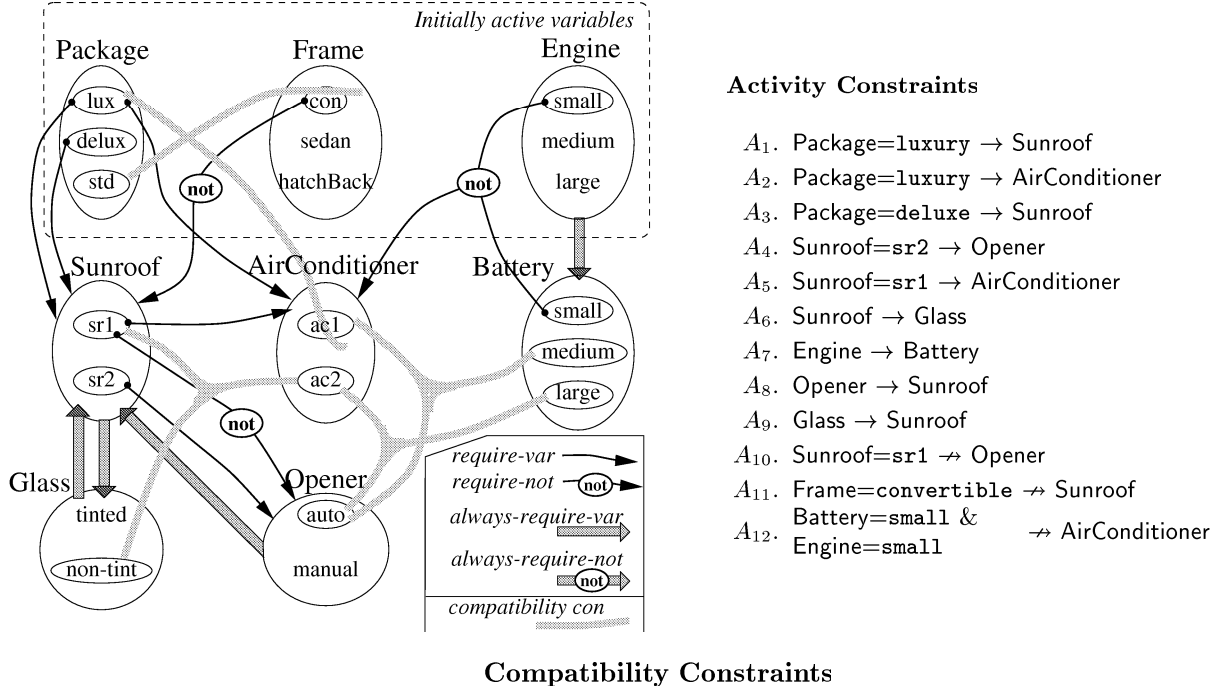 Initially active variables
Package
Frame
Engine
lux
con
small
delux
sedan
medium
std
hatchBack
large
not
not
Sunroof
AirConditioner
Battery
sr1
ac1
small
medium
sr2
ac2
large
not
Glass
Opener
tinted
auto
non-tint
manual
require-var
require-not
not
always-require-var
always-require-not
not
compatibility con
Activity Constraints
A1. Package=luxury → Sunroof
A2. Package=luxury → AirConditioner
A3. Package=deluxe → Sunroof
A4. Sunroof=sr2 → Opener
A5. Sunroof=sr1 → AirConditioner
A6. Sunroof → Glass
A7. Engine → Battery
A8. Opener → Sunroof
A9. Glass → Sunroof
A10. Sunroof=sr1 ↛ Opener
A11. Frame=convertible ↛ Sunroof
A12. Battery=small &
Engine=small ↛ AirConditioner
Compatibility Constraints